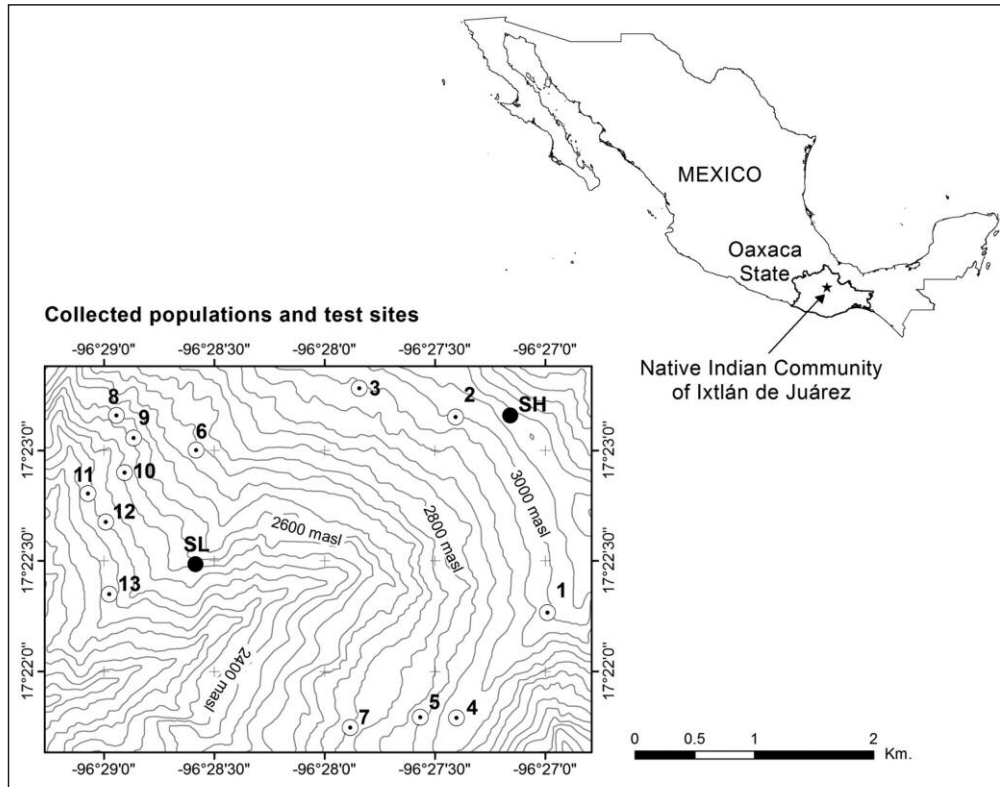 MEXICO
Oaxaca
State
Native Indian Community
of Ixtlán de Juárez
Collected populations and test sites
-96°29'0" -96°28'30" -96°28'0" -96°27'30" -96°27'0"
3
2
SH
8
9
6
17°23'0" 17°23'0"
10
11
12
3000 masl
2800 masl
2600 masl
SL
17°22'30" 17°22'30"
13
1
17°22'0" 17°22'0"
2400 masl
7
5
4
-96°29'0" -96°28'30" -96°28'0" -96°27'30" -96°27'0"
0 0.5 1 2
Km.